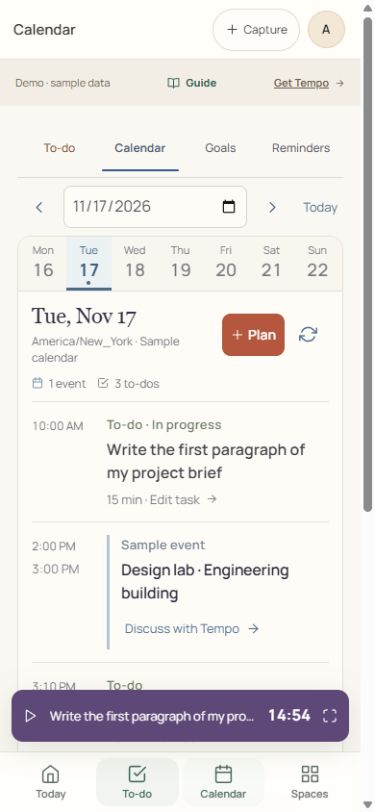 Calendar
+ Capture
A
Demo · sample data
Guide
Get Tempo →
To-do
Calendar
Goals
Reminders
11/17/2026
Today
Mon Tue Wed Thu Fri Sat Sun
16 17 18 19 20 21 22
Tue, Nov 17
America/New_York · Sample
calendar
+ Plan
1 event
3 to-dos
10:00 AM
To-do · In progress
Write the first paragraph of
my project brief
15 min · Edit task →
2:00 PM
3:00 PM
Sample event
Design lab · Engineering
building
Discuss with Tempo →
3:10 PM
To-do
Write the first paragraph of my pro...
14:54
Today
To-do
Calendar
Spaces